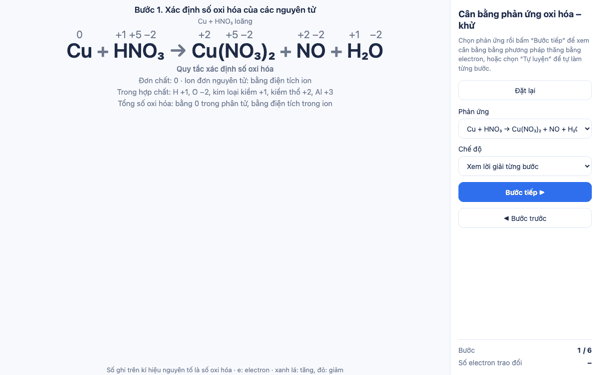 Bước 1. Xác định số oxi hóa của các nguyên tử
Cu + HNO₃ loãng
0 +1 +5 −2 +2 +5 −2 +2 −2 +1 −2
Cu + HNO₃ → Cu(NO₃)₂ + NO + H₂O
Quy tắc xác định số oxi hóa
Đơn chất: 0 · Ion đơn nguyên tử: bằng điện tích ion
Trong hợp chất: H +1, O −2, kim loại kiềm +1, kiềm thổ +2, Al +3
Tổng số oxi hóa: bằng 0 trong phân tử, bằng điện tích trong ion
Số ghi trên kí hiệu nguyên tố là số oxi hóa · e: electron · xanh lá: tăng, đỏ: giảm
Cân bằng phản ứng oxi hóa –
khử
Chọn phản ứng rồi bấm "Bước tiếp" để xem
cân bằng bằng phương pháp thăng bằng
electron, hoặc chọn "Tự luyện" để tự làm
từng bước.
Đặt lại
Phản ứng
Cu + HNO₃ → Cu(NO₃)₂ + NO + H₂O
Chế độ
Xem lời giải từng bước
Bước tiếp ▶
◀ Bước trước
Bước 1 / 6
Số electron trao đổi –